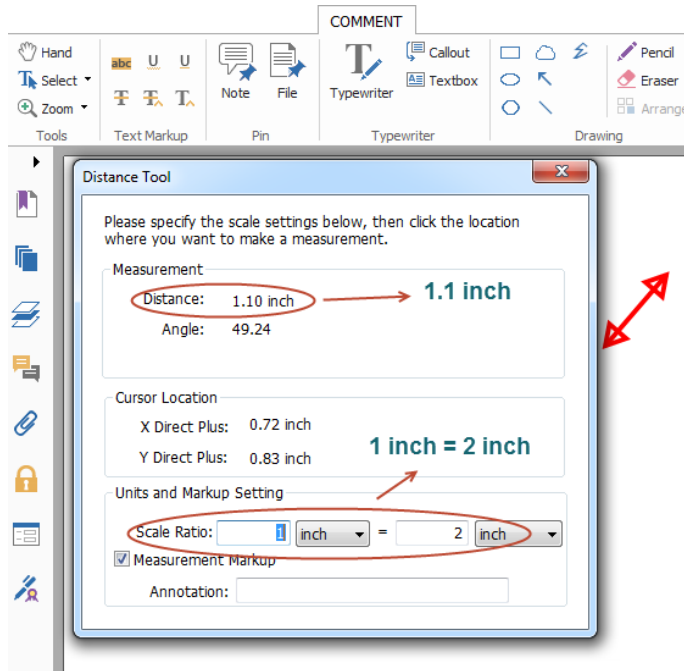 COMMENT
Hand
Select
Zoom
Tools
abc U U
T T T
Text Markup
Note
File
Pin
T
Typewriter
Callout
Textbox
Typewriter
Pencil
Eraser
Arrange
Drawing
Distance Tool
Please specify the scale settings below, then click the location
where you want to make a measurement.
Measurement
Distance: 1.10 inch
1.1 inch
Angle: 49.24
Cursor Location
X Direct Plus: 0.72 inch
Y Direct Plus: 0.83 inch
1 inch = 2 inch
Units and Markup Setting
Scale Ratio: 1 inch = 2 inch
Measurement Markup
Annotation: